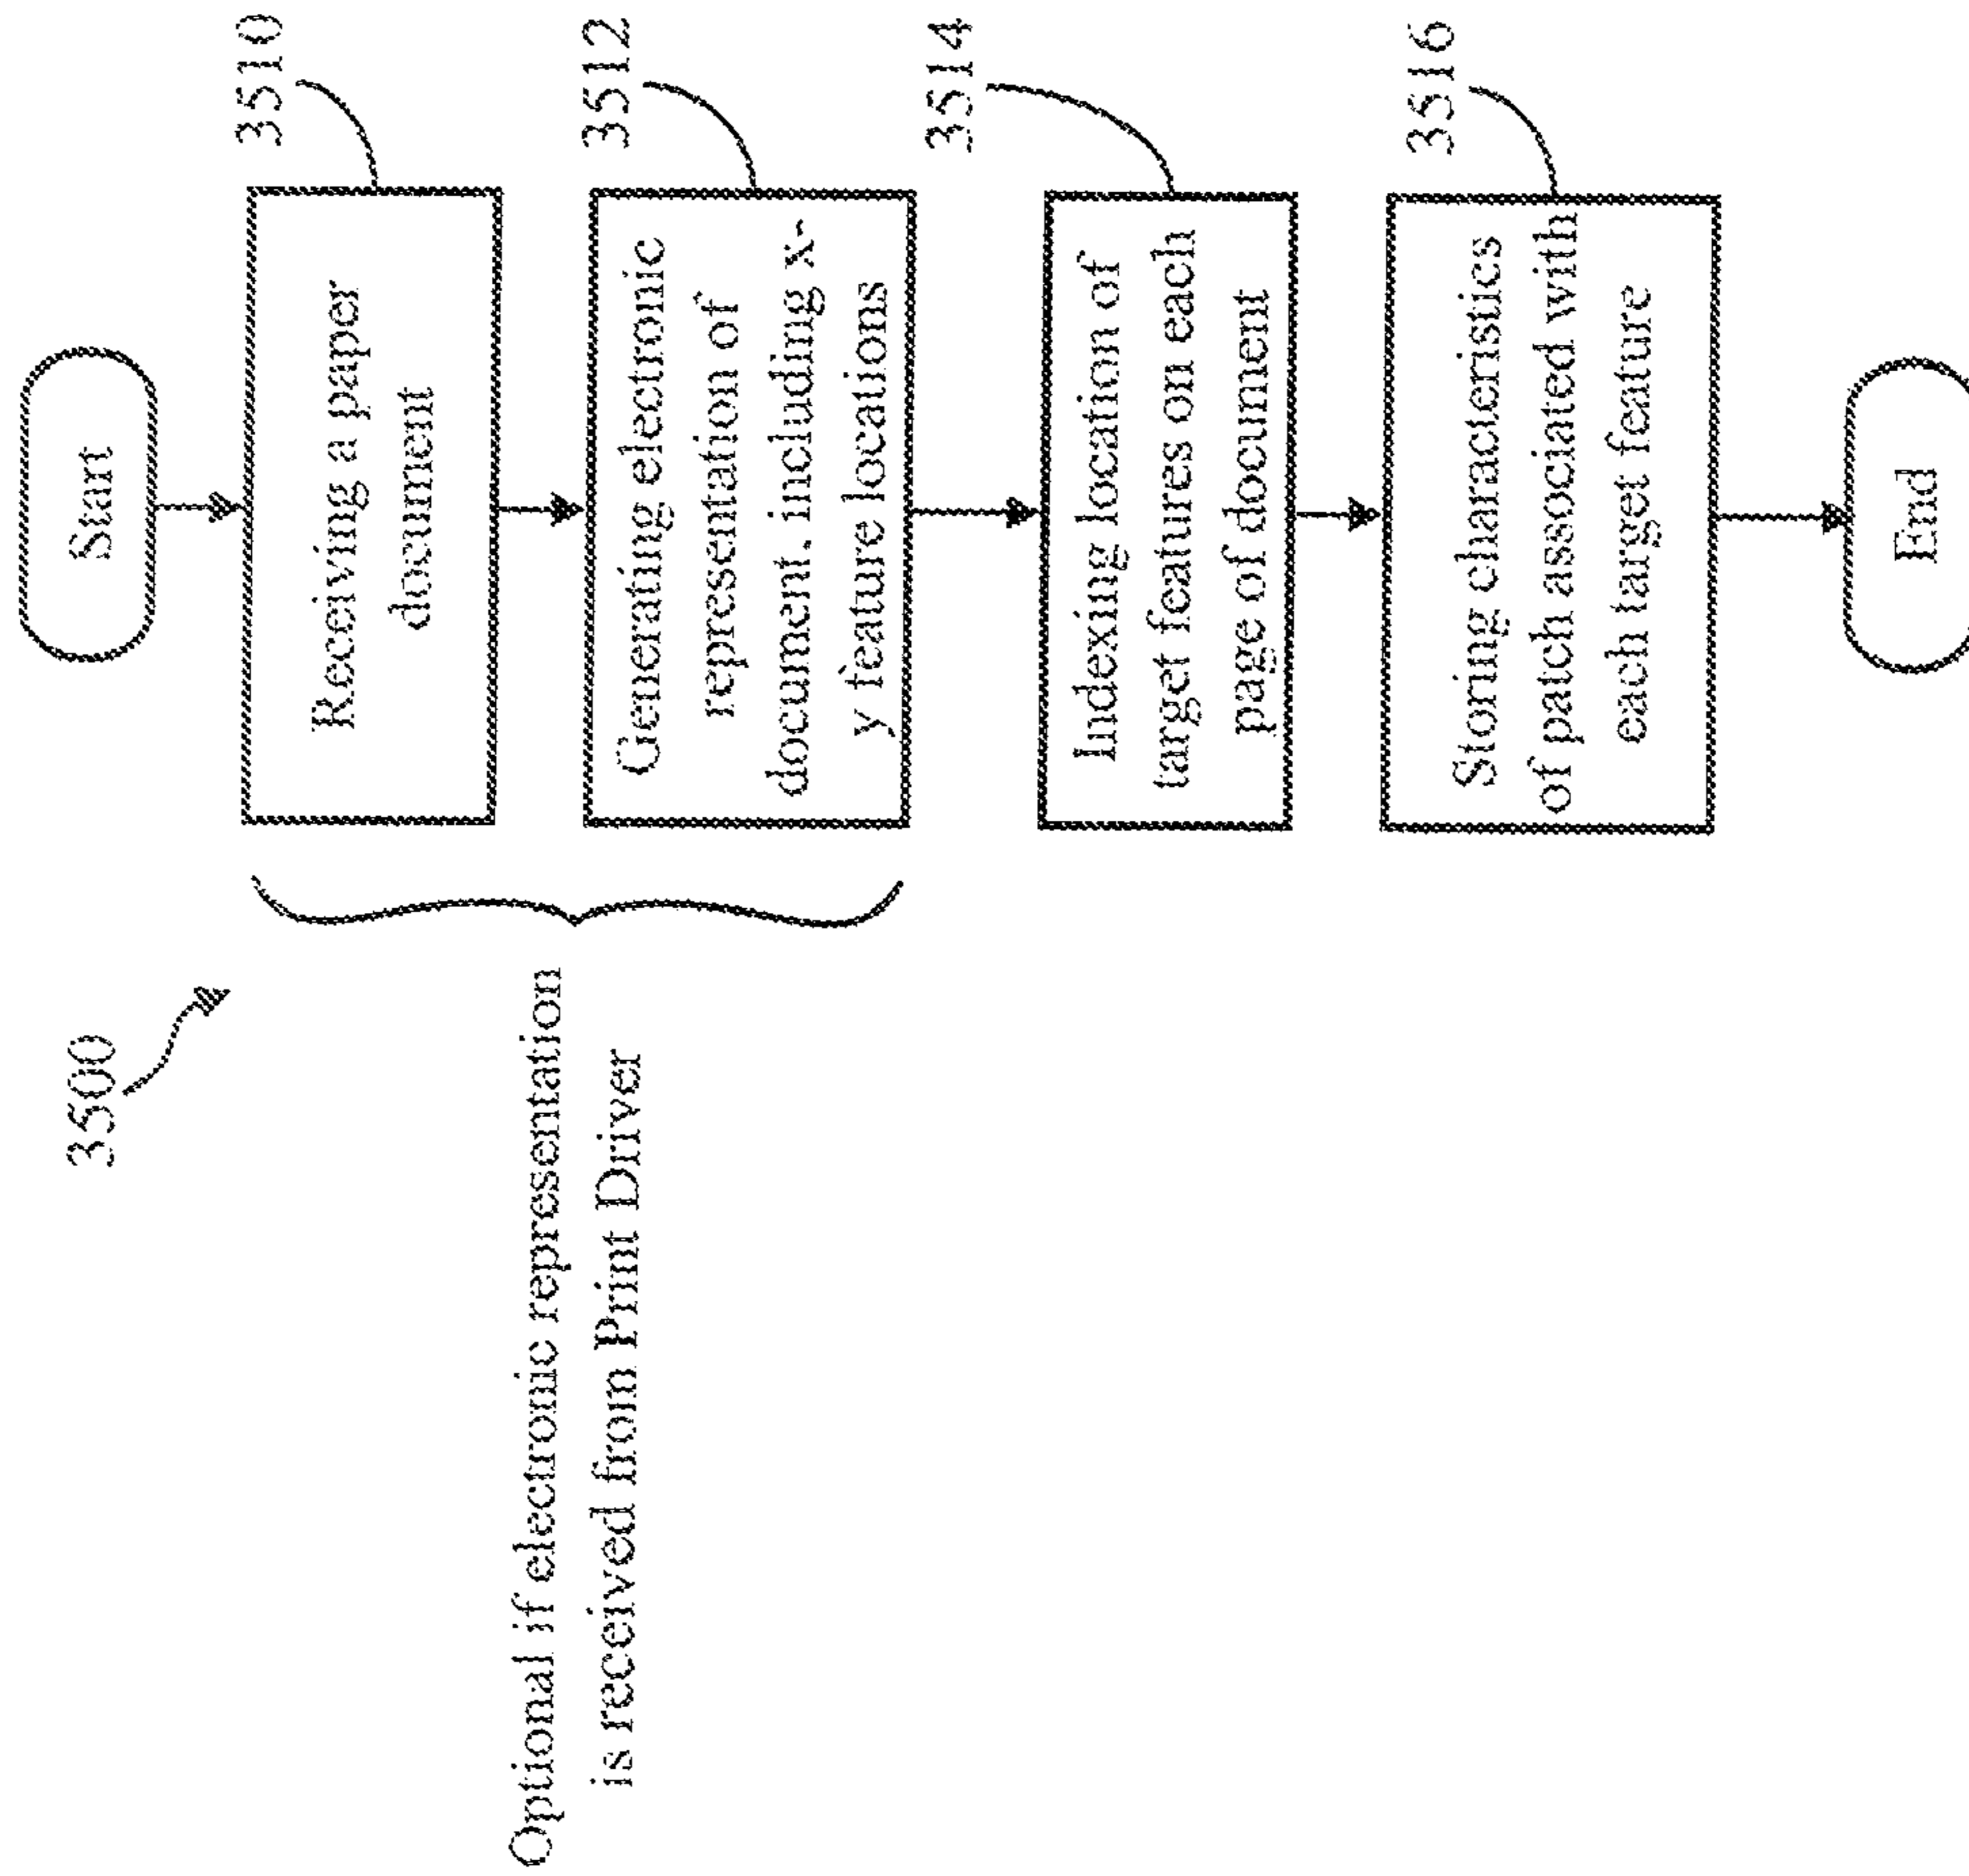 3500
Start
Receiving a paper
document
3510
Optional if electronic representation
is received from Print Driver
Generating electronic
representation of
document, including x-
y feature locations
3512
Indexing location of
target features on each
page of document
3514
Storing characteristics
of patch associated with
each target feature
3516
End